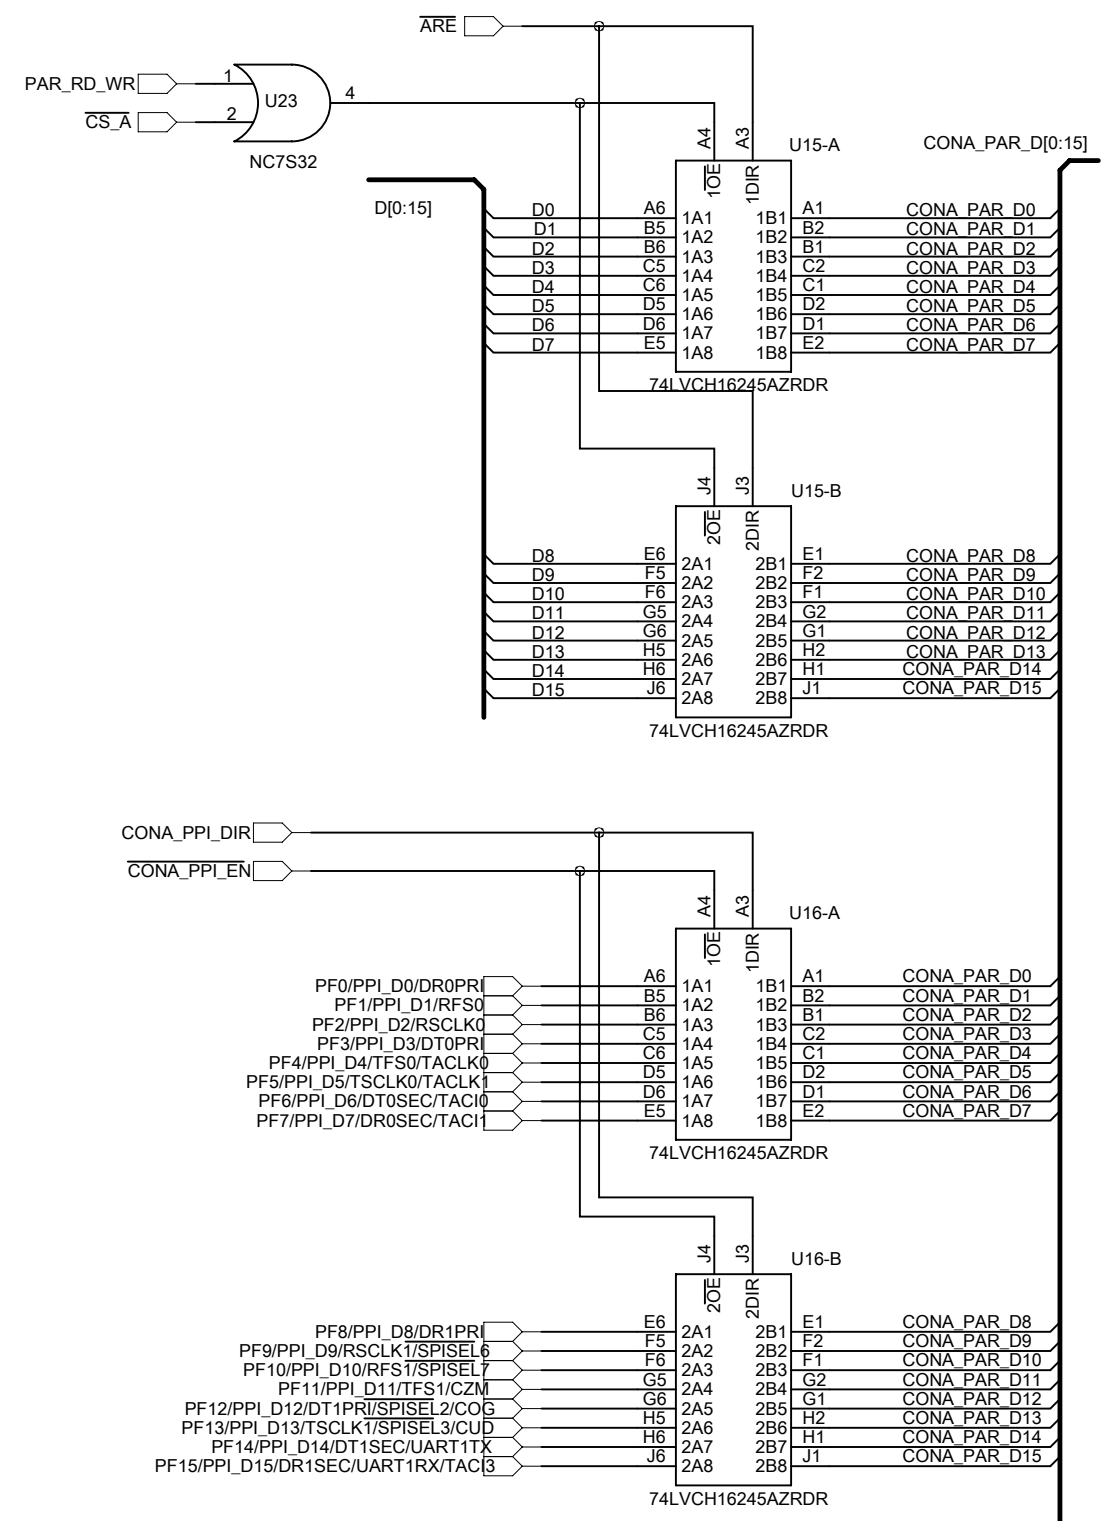 ARE
PAR_RD_WR 1 U23 4
CS_A 2
NC7S32
A4 A3 U15-A CONA_PAR_D[0:15]
D[0:15] 1OE 1DIR
D0 A6 1A1 1B1 A1 CONA_PAR_D0
D1 B5 1A2 1B2 B2 CONA_PAR_D1
D2 B6 1A3 1B3 B1 CONA_PAR_D2
D3 C5 1A4 1B4 C2 CONA_PAR_D3
D4 C6 1A5 1B5 C1 CONA_PAR_D4
D5 D5 1A6 1B6 D2 CONA_PAR_D5
D6 D6 1A7 1B7 D1 CONA_PAR_D6
D7 E5 1A8 1B8 E2 CONA_PAR_D7
74LVCH16245AZRDR
J4 J3 U15-B
2OE 2DIR
D8 E6 2A1 2B1 E1 CONA_PAR_D8
D9 F5 2A2 2B2 F2 CONA_PAR_D9
D10 F6 2A3 2B3 F1 CONA_PAR_D10
D11 G5 2A4 2B4 G2 CONA_PAR_D11
D12 G6 2A5 2B5 G1 CONA_PAR_D12
D13 H5 2A6 2B6 H2 CONA_PAR_D13
D14 H6 2A7 2B7 H1 CONA_PAR_D14
D15 J6 2A8 2B8 J1 CONA_PAR_D15
74LVCH16245AZRDR
CONA_PPI_DIR
CONA_PPI_EN
A4 A3 U16-A
1OE 1DIR
PF0/PPI_D0/DR0PRI A6 1A1 1B1 A1 CONA_PAR_D0
PF1/PPI_D1/RFS0 B5 1A2 1B2 B2 CONA_PAR_D1
PF2/PPI_D2/RSCLK0 B6 1A3 1B3 B1 CONA_PAR_D2
PF3/PPI_D3/DT0PRI C5 1A4 1B4 C2 CONA_PAR_D3
PF4/PPI_D4/TFS0/TACLK0 C6 1A5 1B5 C1 CONA_PAR_D4
PF5/PPI_D5/TSCLK0/TACLK1 D5 1A6 1B6 D2 CONA_PAR_D5
PF6/PPI_D6/DT0SEC/TACI0 D6 1A7 1B7 D1 CONA_PAR_D6
PF7/PPI_D7/DR0SEC/TACI1 E5 1A8 1B8 E2 CONA_PAR_D7
74LVCH16245AZRDR
J4 J3 U16-B
2OE 2DIR
PF8/PPI_D8/DR1PRI E6 2A1 2B1 E1 CONA_PAR_D8
PF9/PPI_D9/RSCLK1/SPISEL6 F5 2A2 2B2 F2 CONA_PAR_D9
PF10/PPI_D10/RFS1/SPISEL7 F6 2A3 2B3 F1 CONA_PAR_D10
PF11/PPI_D11/TFS1/CZM G5 2A4 2B4 G2 CONA_PAR_D11
PF12/PPI_D12/DT1PRI/SPISEL2/COG G6 2A5 2B5 G1 CONA_PAR_D12
PF13/PPI_D13/TSCLK1/SPISEL3/CUD H5 2A6 2B6 H2 CONA_PAR_D13
PF14/PPI_D14/DT1SEC/UART1TX H6 2A7 2B7 H1 CONA_PAR_D14
PF15/PPI_D15/DR1SEC/UART1RX/TACI3 J6 2A8 2B8 J1 CONA_PAR_D15
74LVCH16245AZRDR